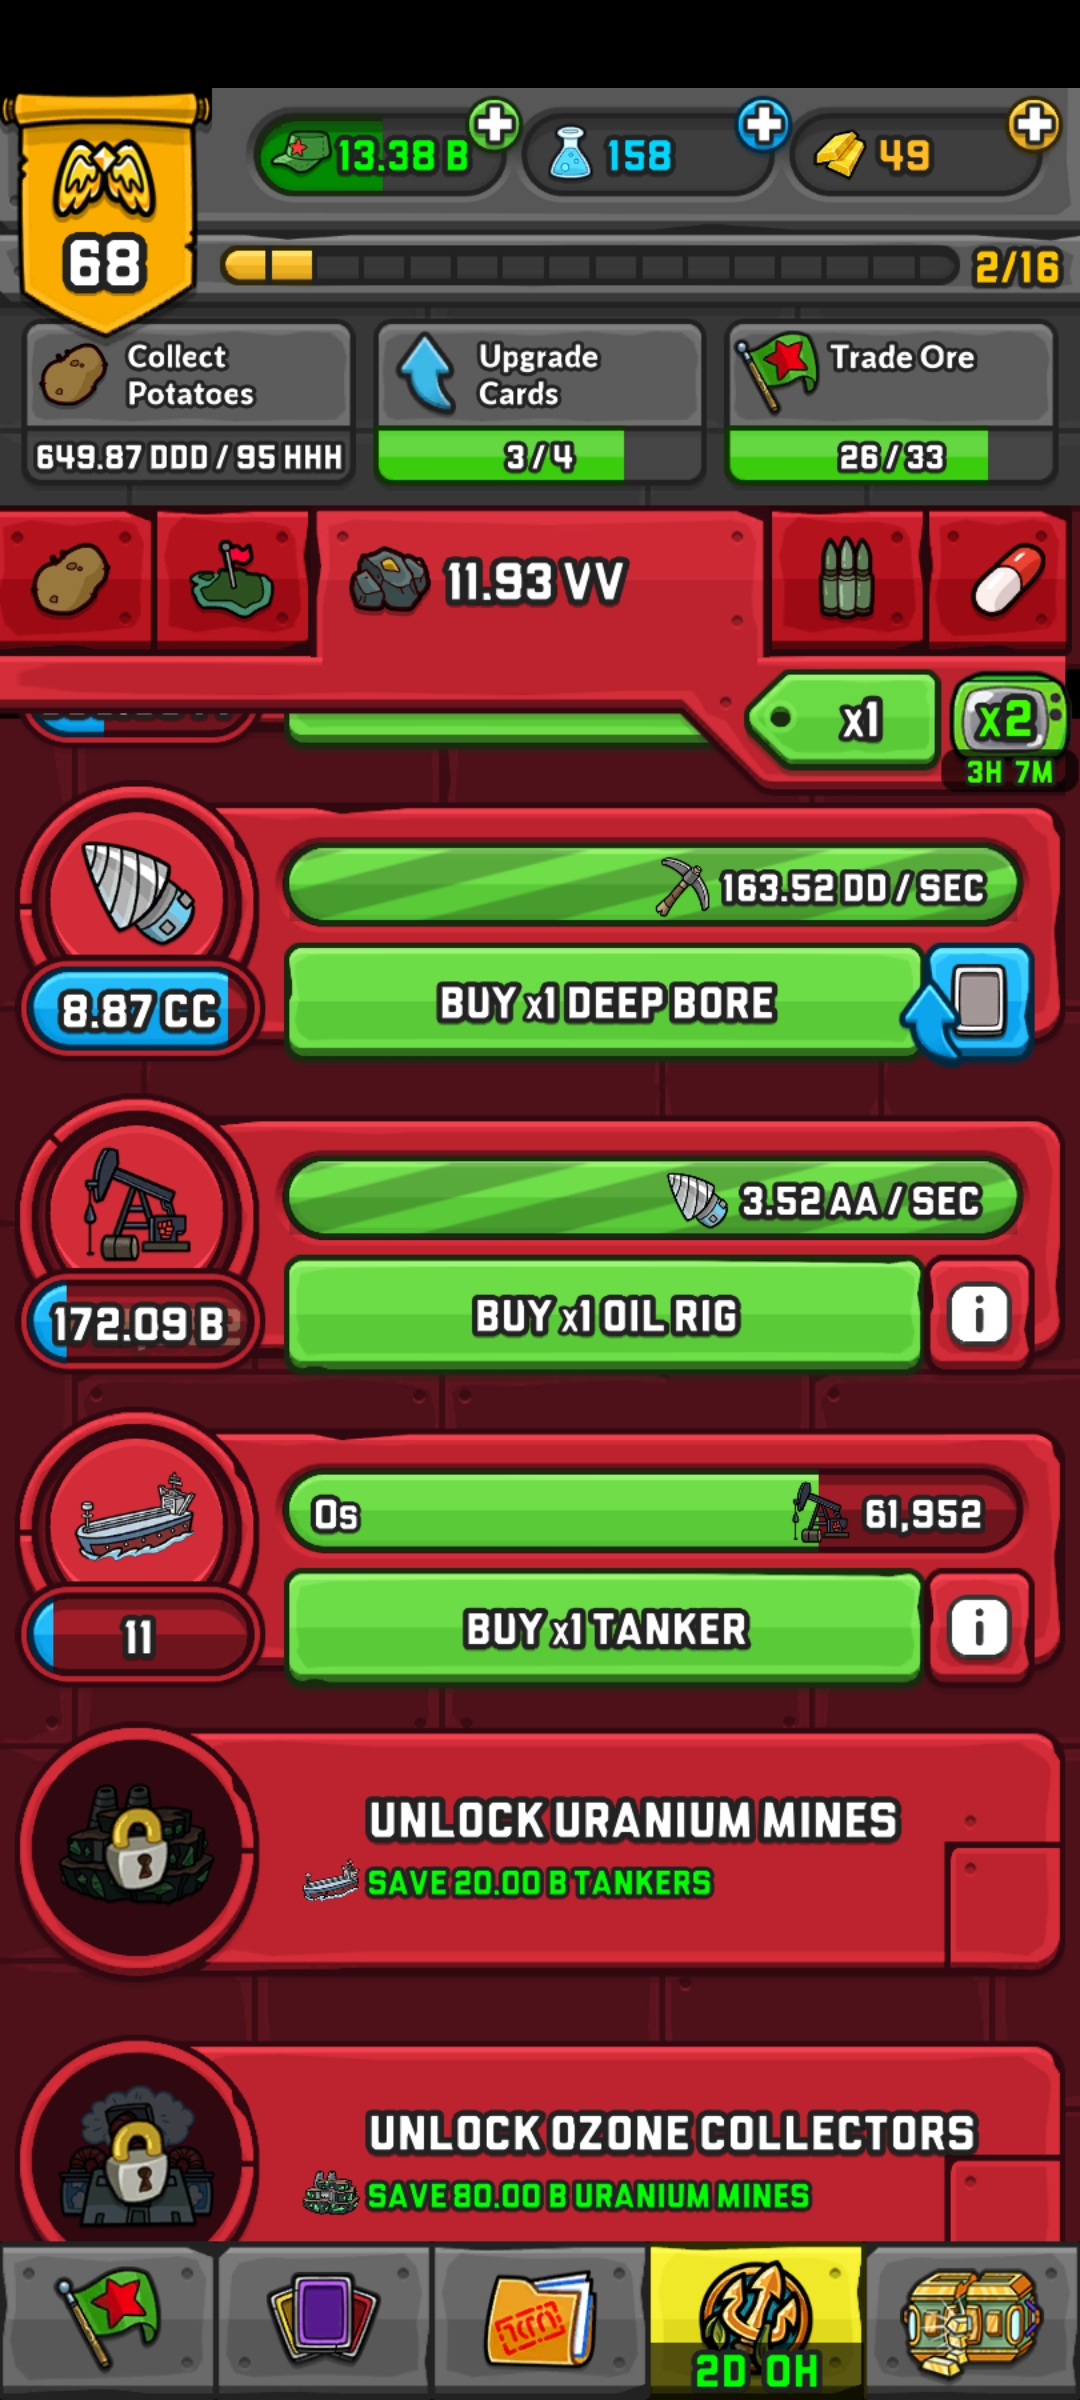 13.38 B
158
49
68
2/16
Collect
Potatoes
Upgrade
Cards
Trade Ore
649.87 DDD / 95 HHH
3/4
26/33
11.93 VV
x1
x2
3H 7M
163.52 DD / SEC
8.87 CC
BUY x1 DEEP BORE
3.52 AA / SEC
172.09 B
BUY x1 OIL RIG
i
0s
61,952
11
BUY x1 TANKER
i
UNLOCK URANIUM MINES
SAVE 20.00 B TANKERS
UNLOCK OZONE COLLECTORS
SAVE 80.00 B URANIUM MINES
2D 0H